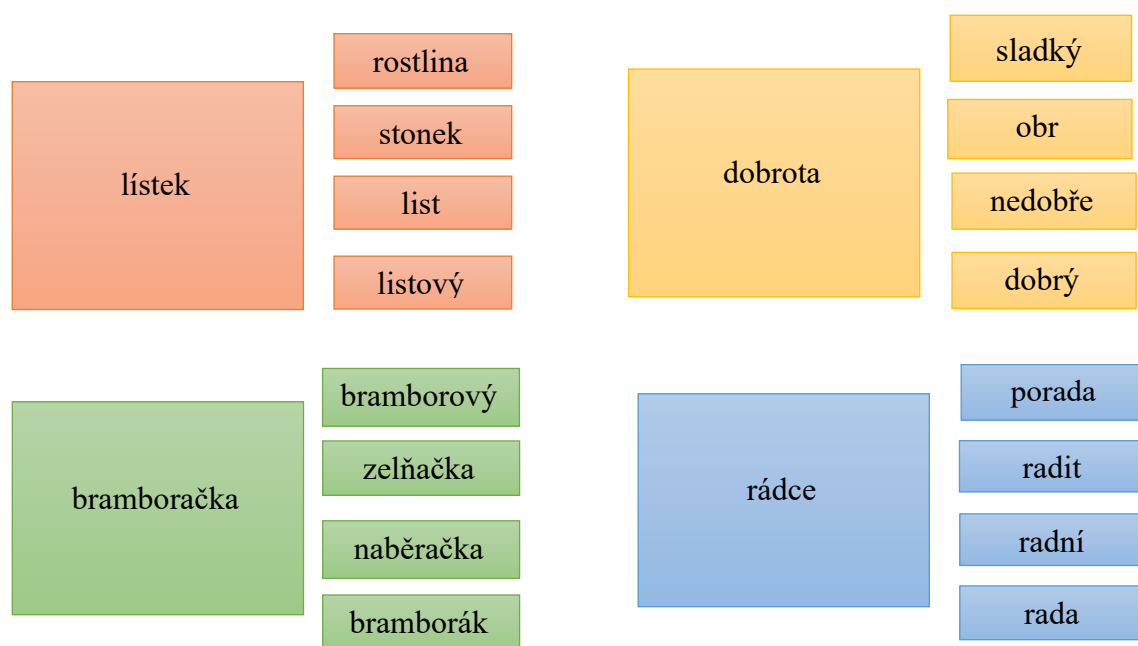 lístek
rostlina
stonek
list
listový
dobrota
sladký
obr
nedobře
dobrý
bramboračka
bramborový
zelňačka
naběračka
bramborák
rádce
porada
radit
radní
rada